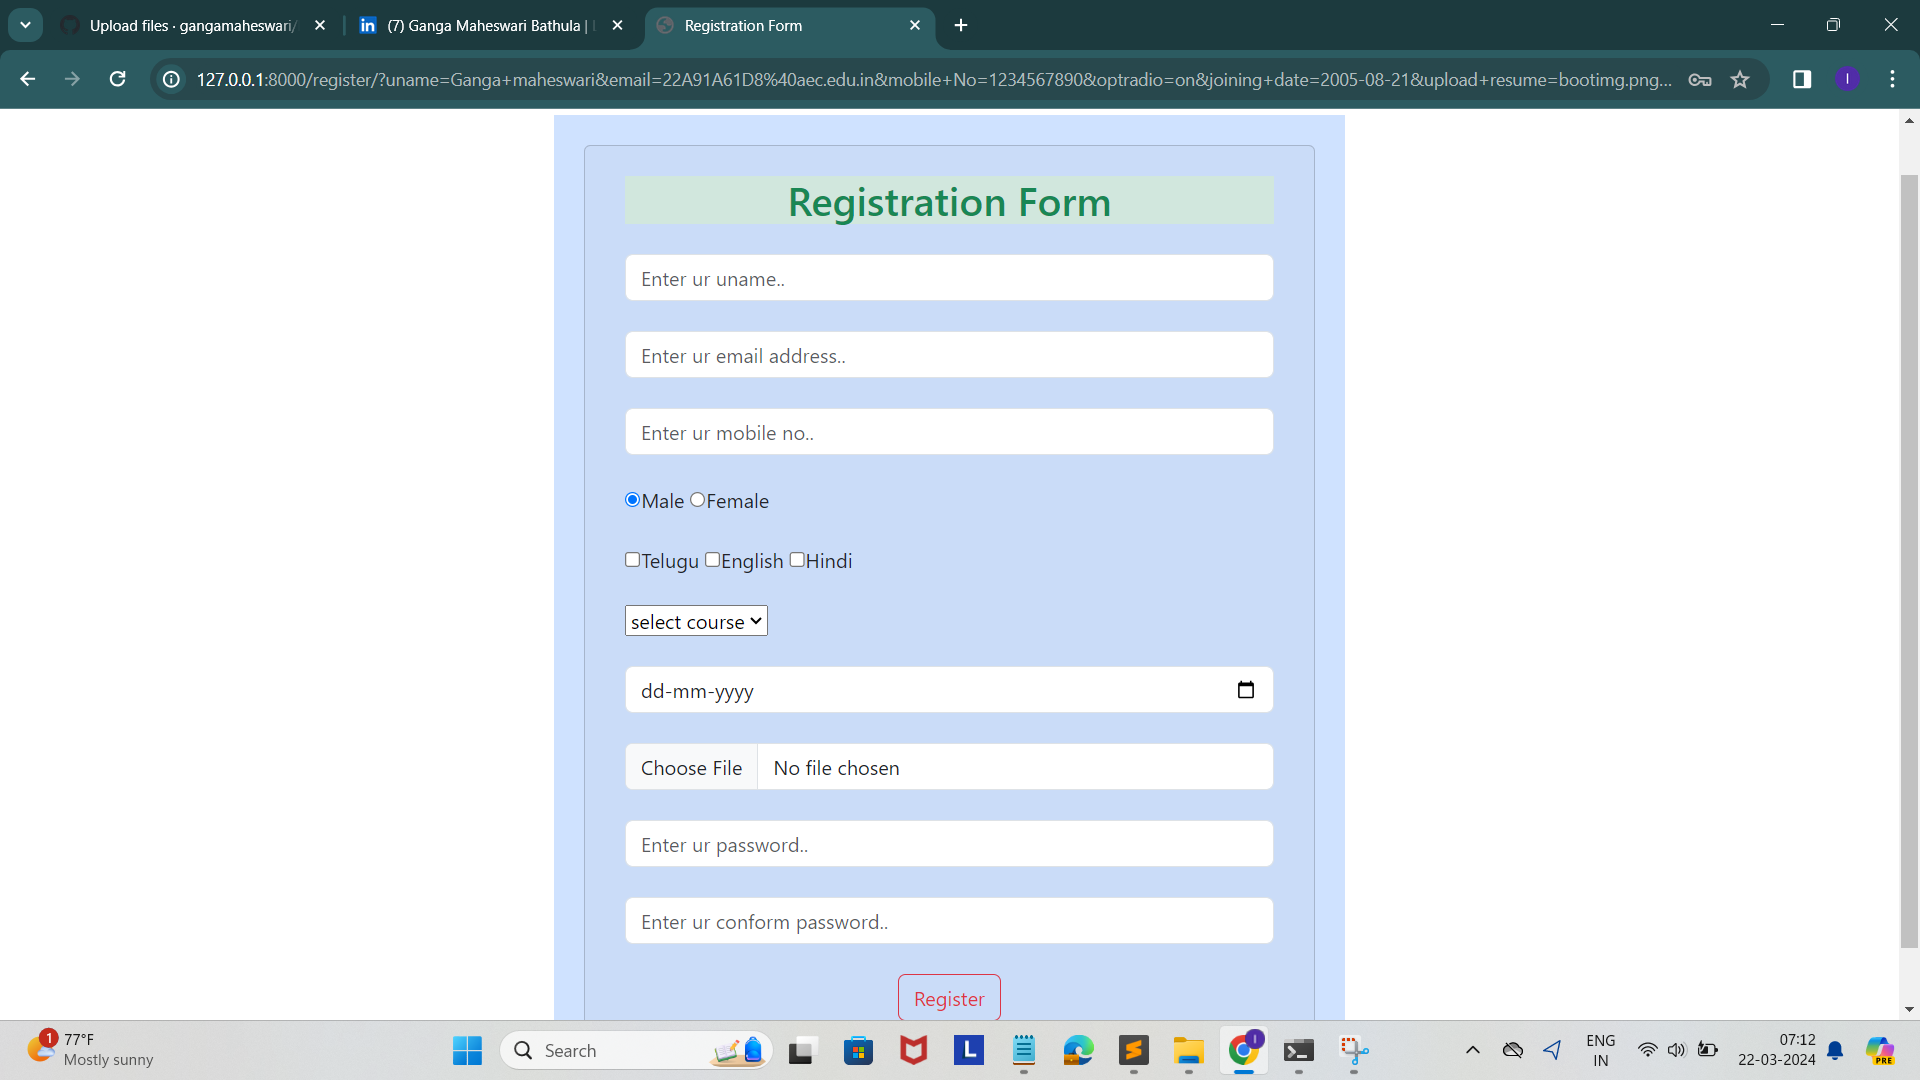 Upload files · gangamaheswari/
(7) Ganga Maheswari Bathula |
Registration Form
127.0.0.1:8000/register/?uname=Ganga+maheswari&email=22A91A61D8%40aec.edu.in&mobile+No=1234567890&optradio=on&joining+date=2005-08-21&upload+resume=bootimg.png...
I
Registration Form
Enter ur uname..
Enter ur email address..
Enter ur mobile no..
Male Female
Telugu English Hindi
select course
dd-mm-yyyy
Choose File No file chosen
Enter ur password..
Enter ur conform password..
Register
1
77°F
Mostly sunny
Search
L
I
PRE
ENG
IN
07:12
22-03-2024